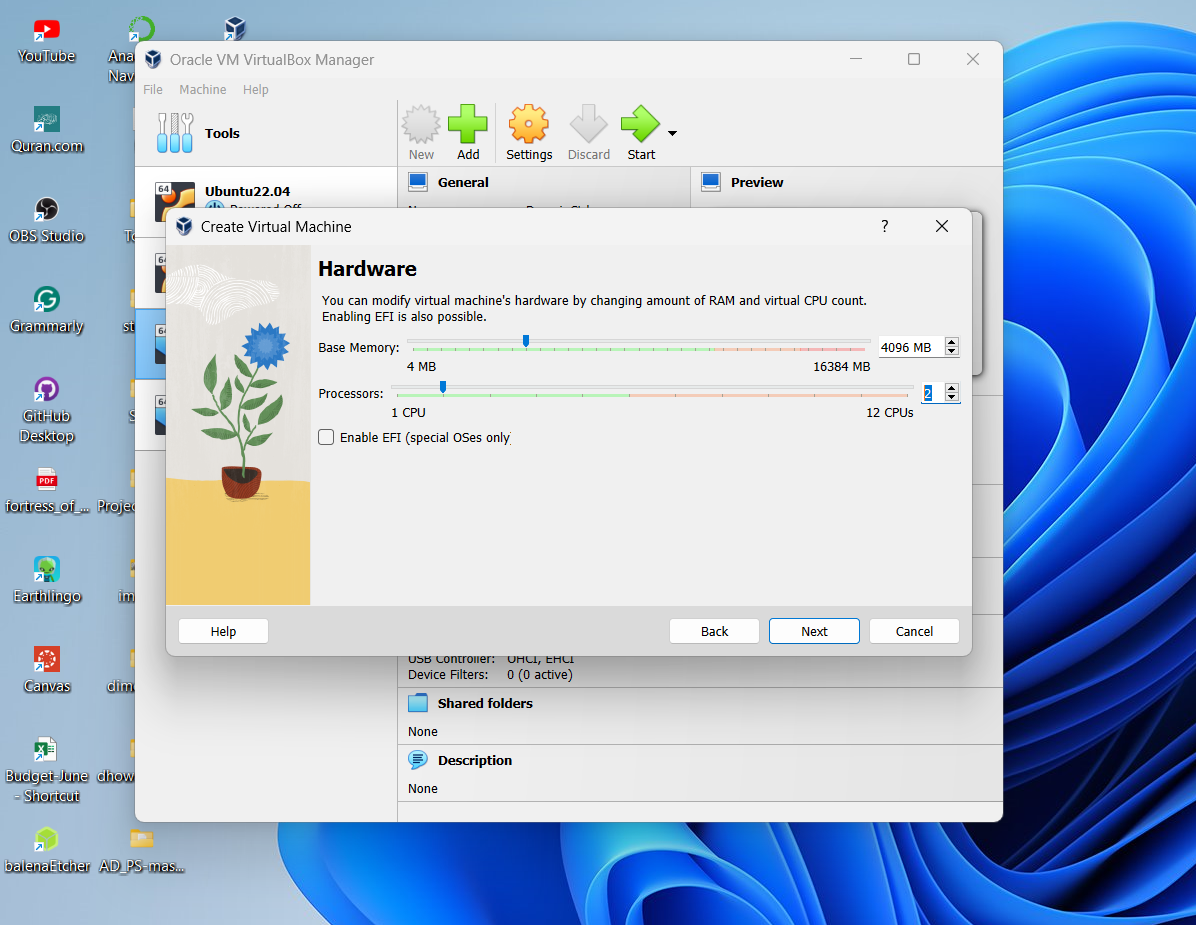 YouTube
Ana
Nav
Quran.com
OBS Studio
To
Grammarly
st
GitHub
Desktop
S
PDF
fortress_of_...
Projec
Earthlingo
im
Canvas
dim
Budget-June
- Shortcut
dhow
balenaEtcher
AD_PS-mas...
Oracle VM VirtualBox Manager
File
Machine
Help
Tools
New
Add
Settings
Discard
Start
64
Ubuntu22.04
Powered Off
General
Preview
Create Virtual Machine
?
Hardware
You can modify virtual machine's hardware by changing amount of RAM and virtual CPU count.
Enabling EFI is also possible.
Base Memory:
4096 MB
4 MB
16384 MB
Processors:
2
1 CPU
12 CPUs
Enable EFI (special OSes only)
Help
Back
Next
Cancel
USB Controller: OHCI, EHCI
Device Filters: 0 (0 active)
Shared folders
None
Description
None